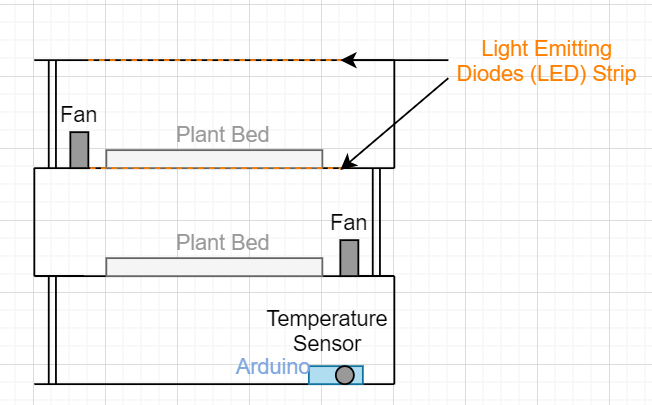 Light Emitting
Diodes (LED) Strip
Fan
Plant Bed
Fan
Plant Bed
Temperature
Sensor
Arduino